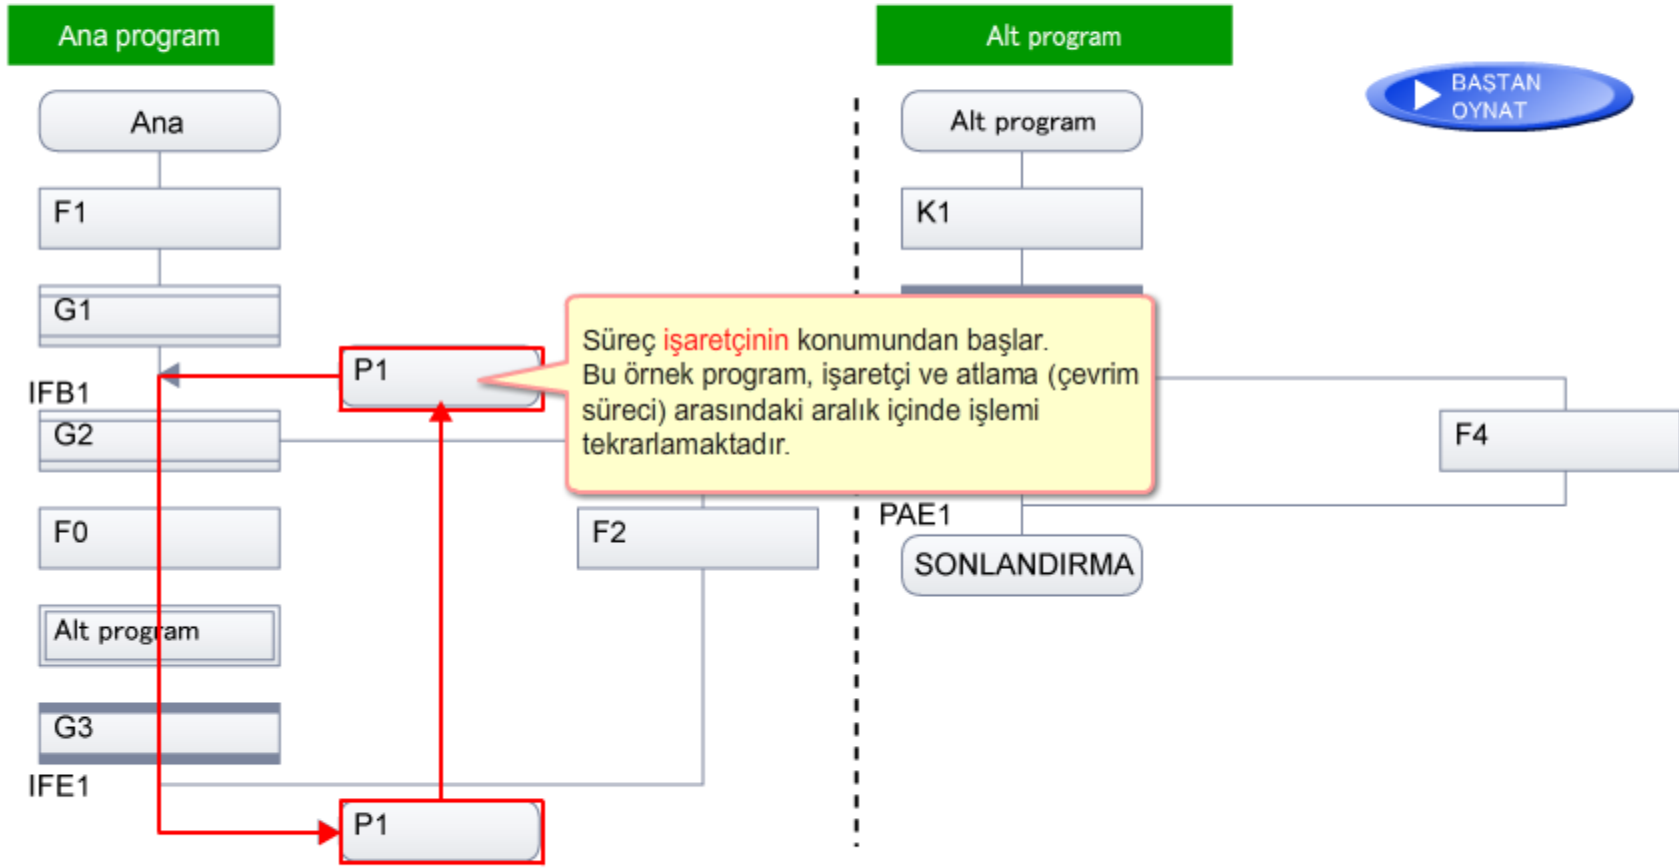 Ana program
Alt program
BAŞTAN
OYNAT
Ana
Alt program
F1
K1
G1
P1
Süreç işaretçinin konumundan başlar.
Bu örnek program, işaretçi ve atlama (çevrim
süreci) arasındaki aralık içinde işlemi
tekrarlamaktadır.
IFB1
G2
F4
F0
F2
PAE1
SONLANDIRMA
Alt program
G3
IFE1
P1